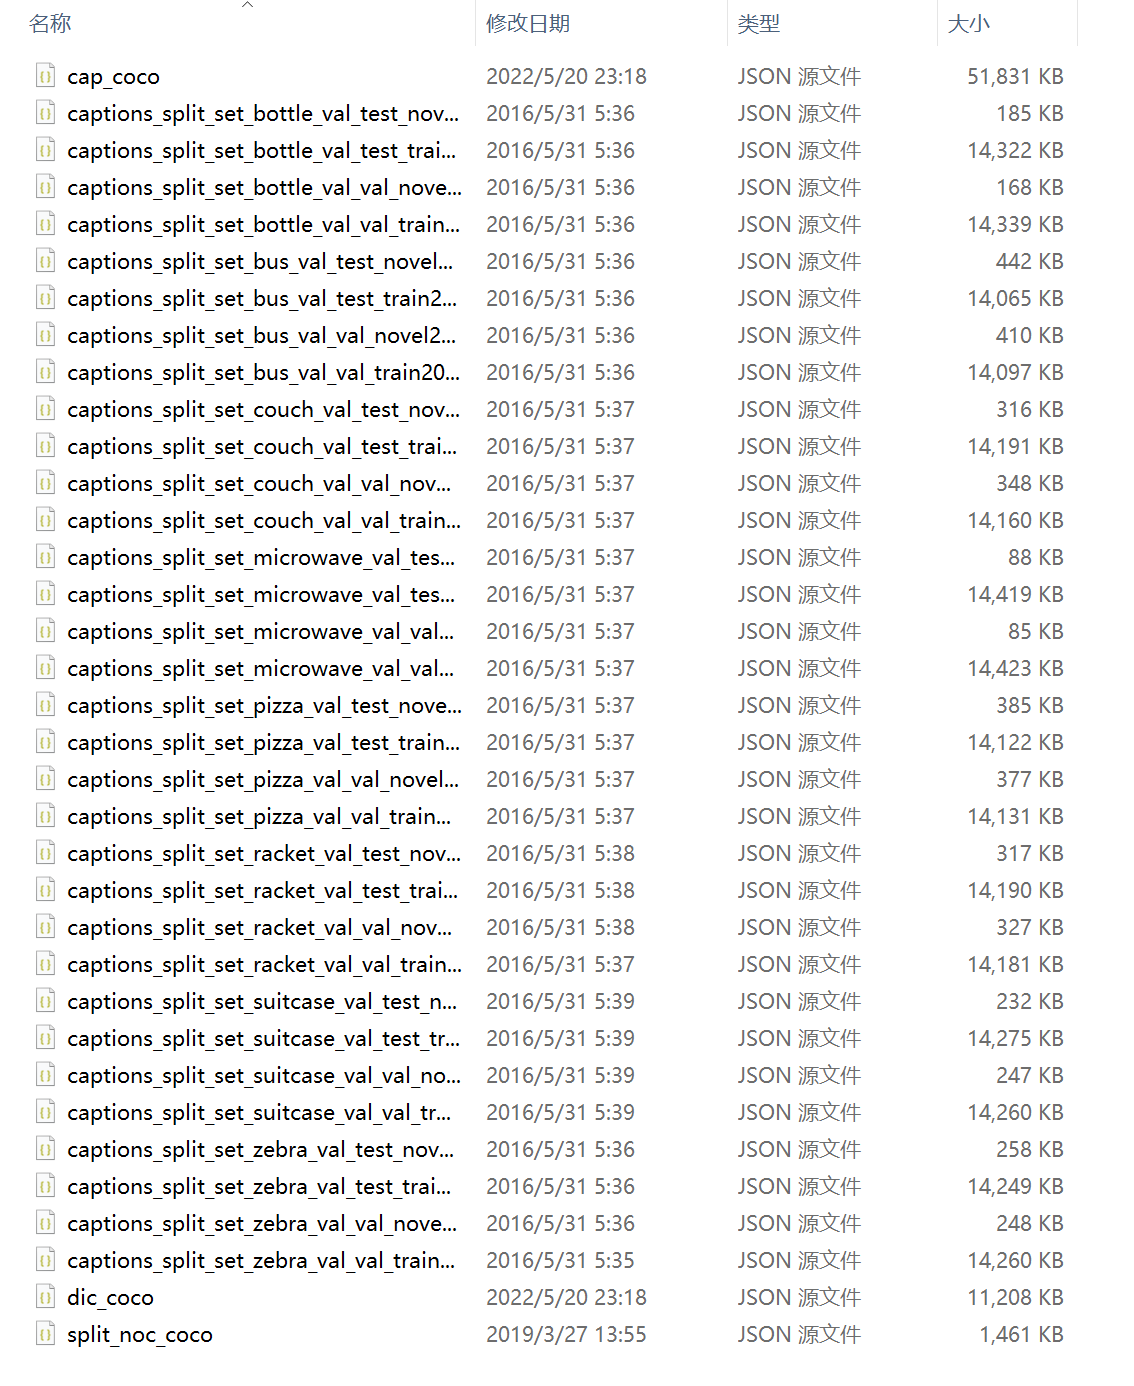 名称 修改日期 类型 大小
cap_coco 2022/5/20 23:18 JSON 源文件 51,831 KB
captions_split_set_bottle_val_test_nov... 2016/5/31 5:36 JSON 源文件 185 KB
captions_split_set_bottle_val_test_trai... 2016/5/31 5:36 JSON 源文件 14,322 KB
captions_split_set_bottle_val_val_nove... 2016/5/31 5:36 JSON 源文件 168 KB
captions_split_set_bottle_val_val_train... 2016/5/31 5:36 JSON 源文件 14,339 KB
captions_split_set_bus_val_test_novel... 2016/5/31 5:36 JSON 源文件 442 KB
captions_split_set_bus_val_test_train2... 2016/5/31 5:36 JSON 源文件 14,065 KB
captions_split_set_bus_val_val_novel2... 2016/5/31 5:36 JSON 源文件 410 KB
captions_split_set_bus_val_val_train20... 2016/5/31 5:36 JSON 源文件 14,097 KB
captions_split_set_couch_val_test_nov... 2016/5/31 5:37 JSON 源文件 316 KB
captions_split_set_couch_val_test_trai... 2016/5/31 5:37 JSON 源文件 14,191 KB
captions_split_set_couch_val_val_nov... 2016/5/31 5:37 JSON 源文件 348 KB
captions_split_set_couch_val_val_train... 2016/5/31 5:37 JSON 源文件 14,160 KB
captions_split_set_microwave_val_tes... 2016/5/31 5:37 JSON 源文件 88 KB
captions_split_set_microwave_val_tes... 2016/5/31 5:37 JSON 源文件 14,419 KB
captions_split_set_microwave_val_val... 2016/5/31 5:37 JSON 源文件 85 KB
captions_split_set_microwave_val_val... 2016/5/31 5:37 JSON 源文件 14,423 KB
captions_split_set_pizza_val_test_nove... 2016/5/31 5:37 JSON 源文件 385 KB
captions_split_set_pizza_val_test_train... 2016/5/31 5:37 JSON 源文件 14,122 KB
captions_split_set_pizza_val_val_novel... 2016/5/31 5:37 JSON 源文件 377 KB
captions_split_set_pizza_val_val_train... 2016/5/31 5:37 JSON 源文件 14,131 KB
captions_split_set_racket_val_test_nov... 2016/5/31 5:38 JSON 源文件 317 KB
captions_split_set_racket_val_test_trai... 2016/5/31 5:38 JSON 源文件 14,190 KB
captions_split_set_racket_val_val_nov... 2016/5/31 5:38 JSON 源文件 327 KB
captions_split_set_racket_val_val_train... 2016/5/31 5:37 JSON 源文件 14,181 KB
captions_split_set_suitcase_val_test_n... 2016/5/31 5:39 JSON 源文件 232 KB
captions_split_set_suitcase_val_test_tr... 2016/5/31 5:39 JSON 源文件 14,275 KB
captions_split_set_suitcase_val_val_no... 2016/5/31 5:39 JSON 源文件 247 KB
captions_split_set_suitcase_val_val_tr... 2016/5/31 5:39 JSON 源文件 14,260 KB
captions_split_set_zebra_val_test_nov... 2016/5/31 5:36 JSON 源文件 258 KB
captions_split_set_zebra_val_test_trai... 2016/5/31 5:36 JSON 源文件 14,249 KB
captions_split_set_zebra_val_val_nove... 2016/5/31 5:36 JSON 源文件 248 KB
captions_split_set_zebra_val_val_train... 2016/5/31 5:35 JSON 源文件 14,260 KB
dic_coco 2022/5/20 23:18 JSON 源文件 11,208 KB
split_noc_coco 2019/3/27 13:55 JSON 源文件 1,461 KB